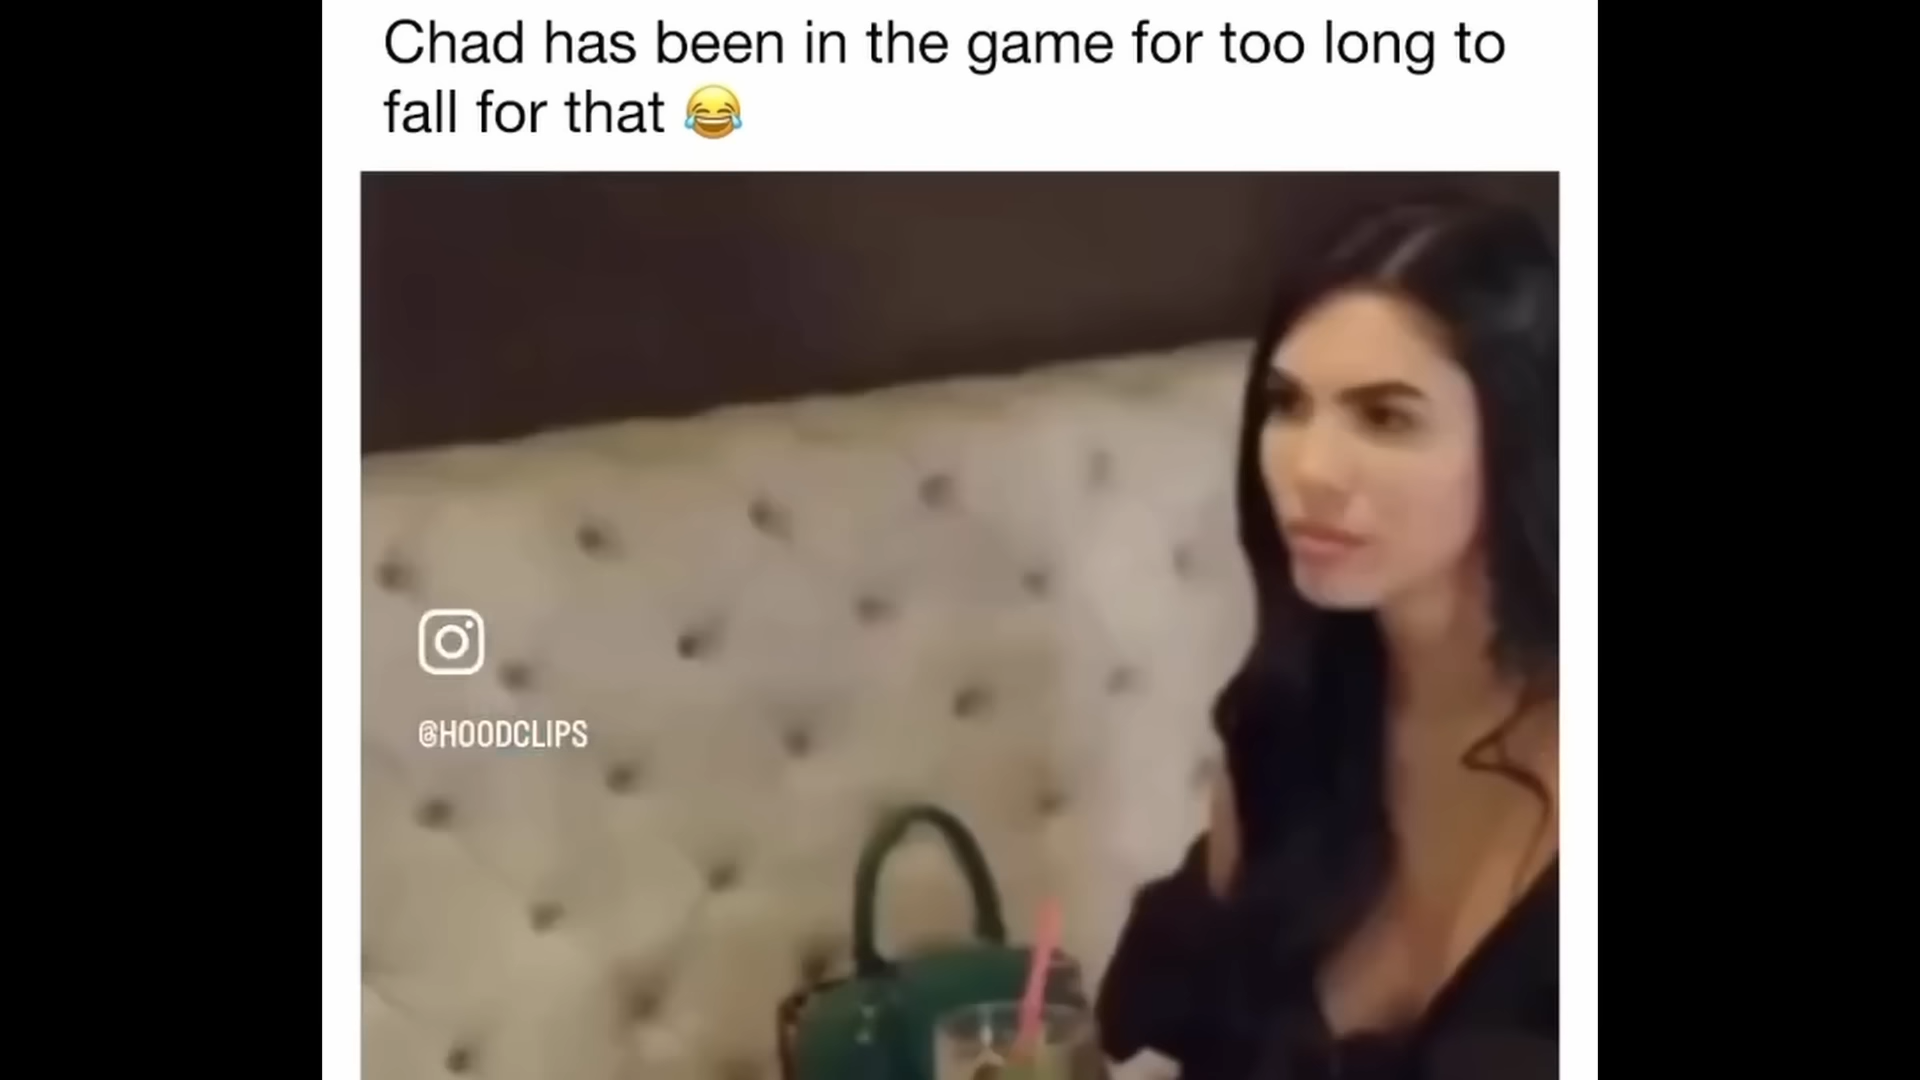 Chad has been in the game for too long to
fall for that 😂
@HOODCLIPS